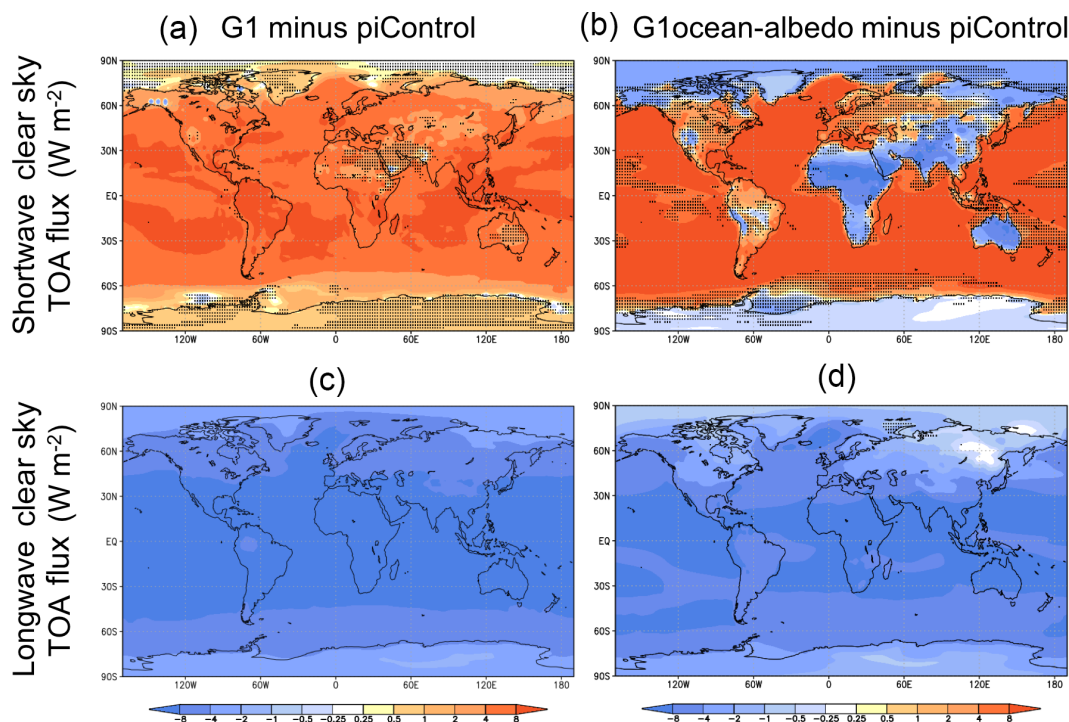 (a) G1 minus piControl
(b) G1ocean-albedo minus piControl
Shortwave clear sky
TOA flux (W m-2)
90N
60N
30N
EQ
30S
60S
90S
120W 60W 0 60E 120E 180
90N
60N
30N
EQ
30S
60S
90S
120W 60W 0 60E 120E 180
(c)
(d)
Longwave clear sky
TOA flux (W m-2)
90N
60N
30N
EQ
30S
60S
90S
120W 60W 0 60E 120E 180
90N
60N
30N
EQ
30S
60S
90S
120W 60W 0 60E 120E 180
-8 -4 -2 -1 -0.5 -0.25 0.25 0.5 1 2 4 8
-8 -4 -2 -1 -0.5 -0.25 0.25 0.5 1 2 4 8